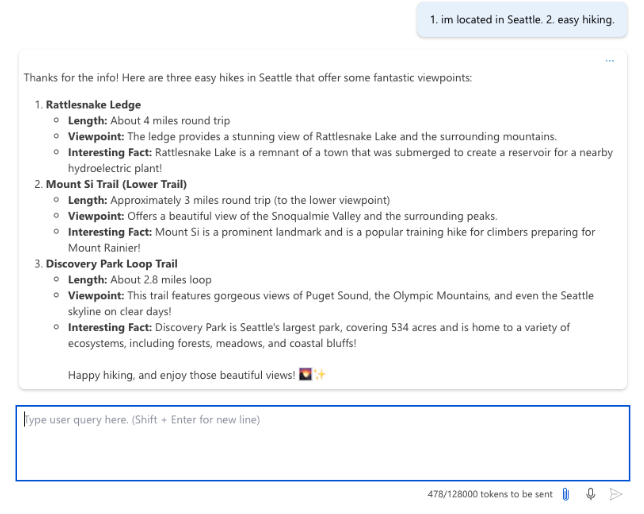 1. im located in Seattle. 2. easy hiking.
...
Thanks for the info! Here are three easy hikes in Seattle that offer some fantastic viewpoints:
1. Rattlesnake Ledge
Length: About 4 miles round trip
Viewpoint: The ledge provides a stunning view of Rattlesnake Lake and the surrounding mountains.
Interesting Fact: Rattlesnake Lake is a remnant of a town that was submerged to create a reservoir for a nearby
hydroelectric plant!
2. Mount Si Trail (Lower Trail)
Length: Approximately 3 miles round trip (to the lower viewpoint)
Viewpoint: Offers a beautiful view of the Snoqualmie Valley and the surrounding peaks.
Interesting Fact: Mount Si is a prominent landmark and is a popular training hike for climbers preparing for
Mount Rainier!
3. Discovery Park Loop Trail
Length: About 2.8 miles loop
Viewpoint: This trail features gorgeous views of Puget Sound, the Olympic Mountains, and even the Seattle
skyline on clear days!
Interesting Fact: Discovery Park is Seattle's largest park, covering 534 acres and is home to a variety of
ecosystems, including forests, meadows, and coastal bluffs!
Happy hiking, and enjoy those beautiful views! 🌄✨
Type user query here. (Shift + Enter for new line)
478/128000 tokens to be sent